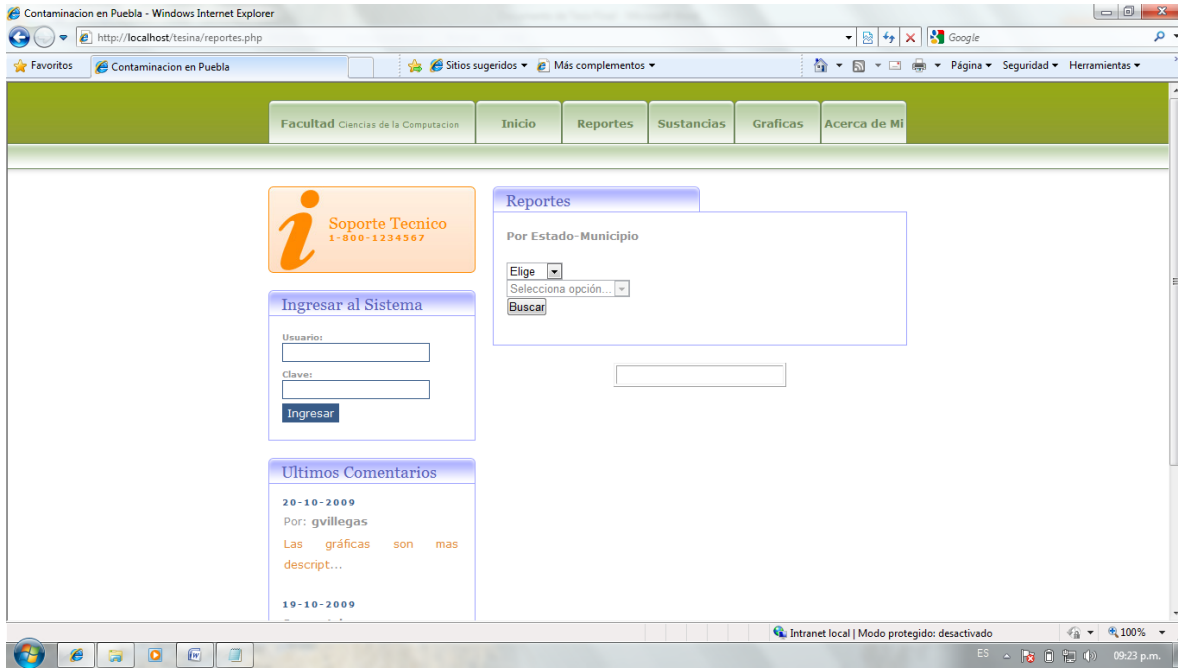 Contaminacion en Puebla - Windows Internet Explorer
http://localhost/tesina/reportes.php
Google
Favoritos
Contaminacion en Puebla
Sitios sugeridos
Más complementos
Página
Seguridad
Herramientas
Facultad Ciencias de la Computacion
Inicio
Reportes
Sustancias
Graficas
Acerca de Mi
Soporte Tecnico
1-800-1234567
Reportes
Por Estado-Municipio
Elige
Selecciona opción...
Buscar
Ingresar al Sistema
Usuario:
Clave:
Ingresar
Ultimos Comentarios
20-10-2009
Por: gvillegas
Las gráficas son mas
descript...
19-10-2009
Intranet local | Modo protegido: desactivado
100%
ES
09:23 p.m.